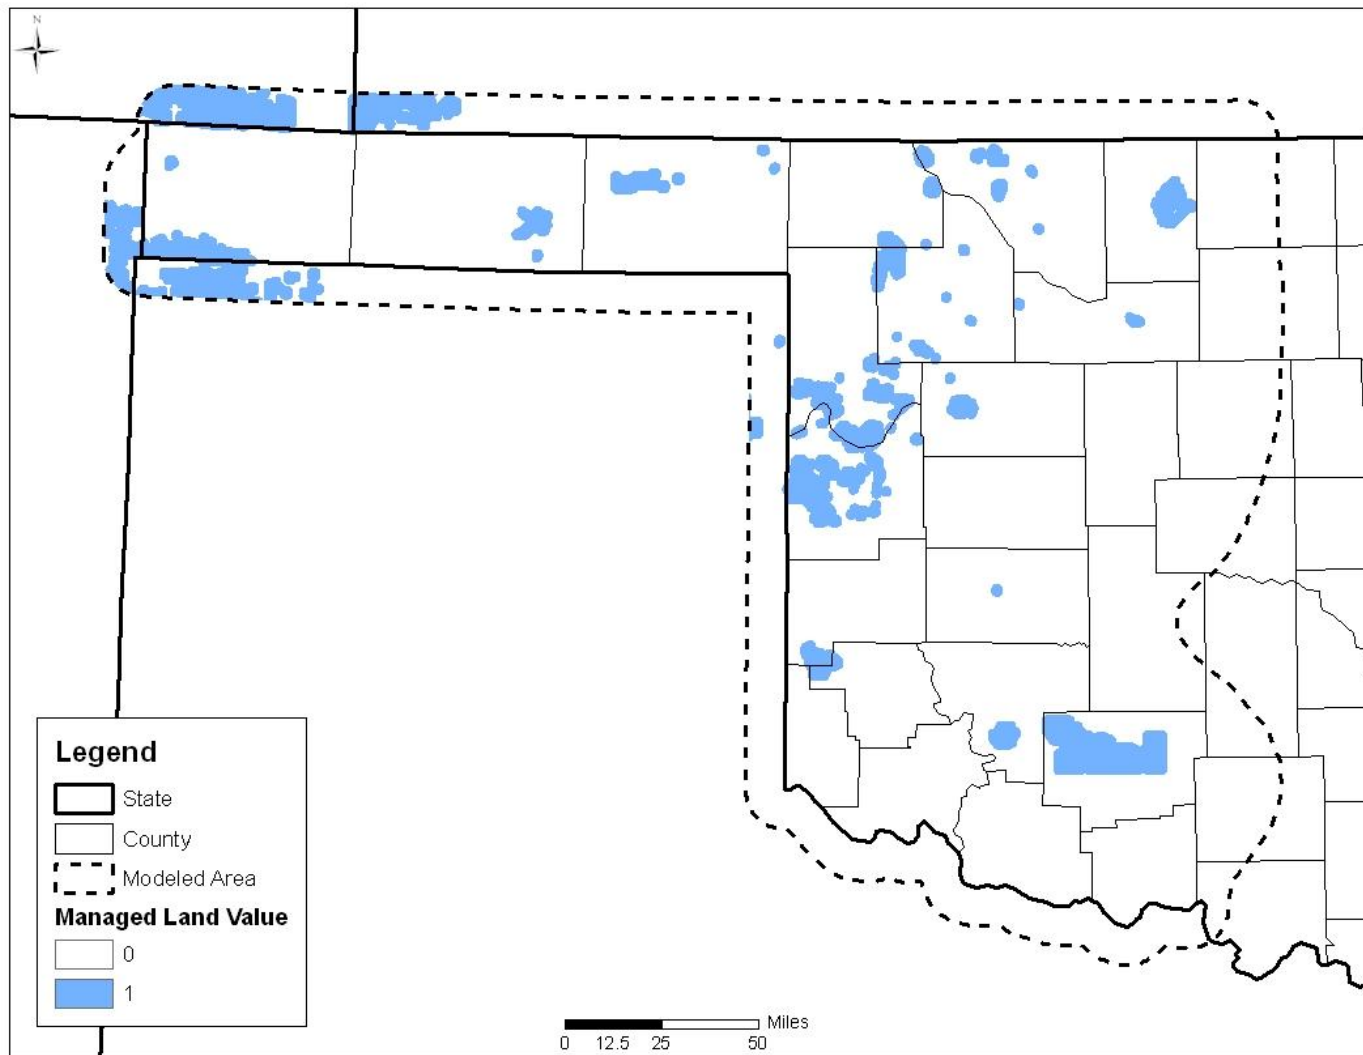 N
Legend
State
County
Modeled Area
Managed Land Value
0
1
Miles
0 12.5 25 50